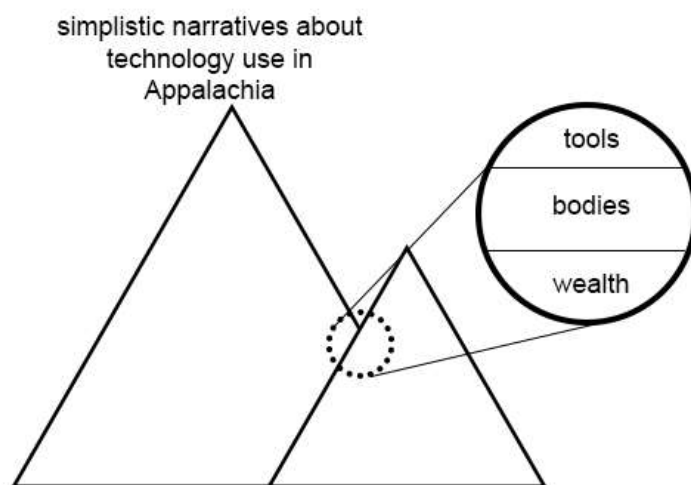 simplistic narratives about
technology use in
Appalachia
tools
bodies
wealth